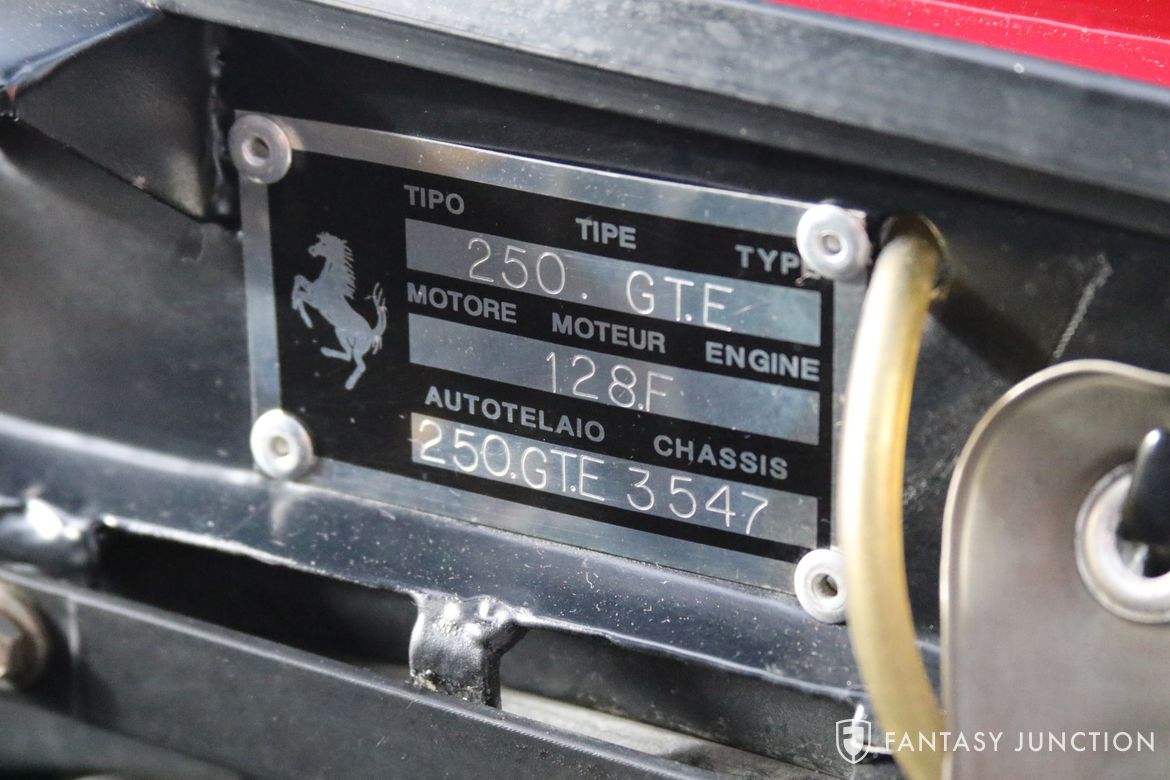 TIPO TIPE TYPE
250. GT.E
MOTORE MOTEUR ENGINE
128.F
AUTOTELAIO CHASSIS
250.GT.E 3547
FANTASY JUNCTION